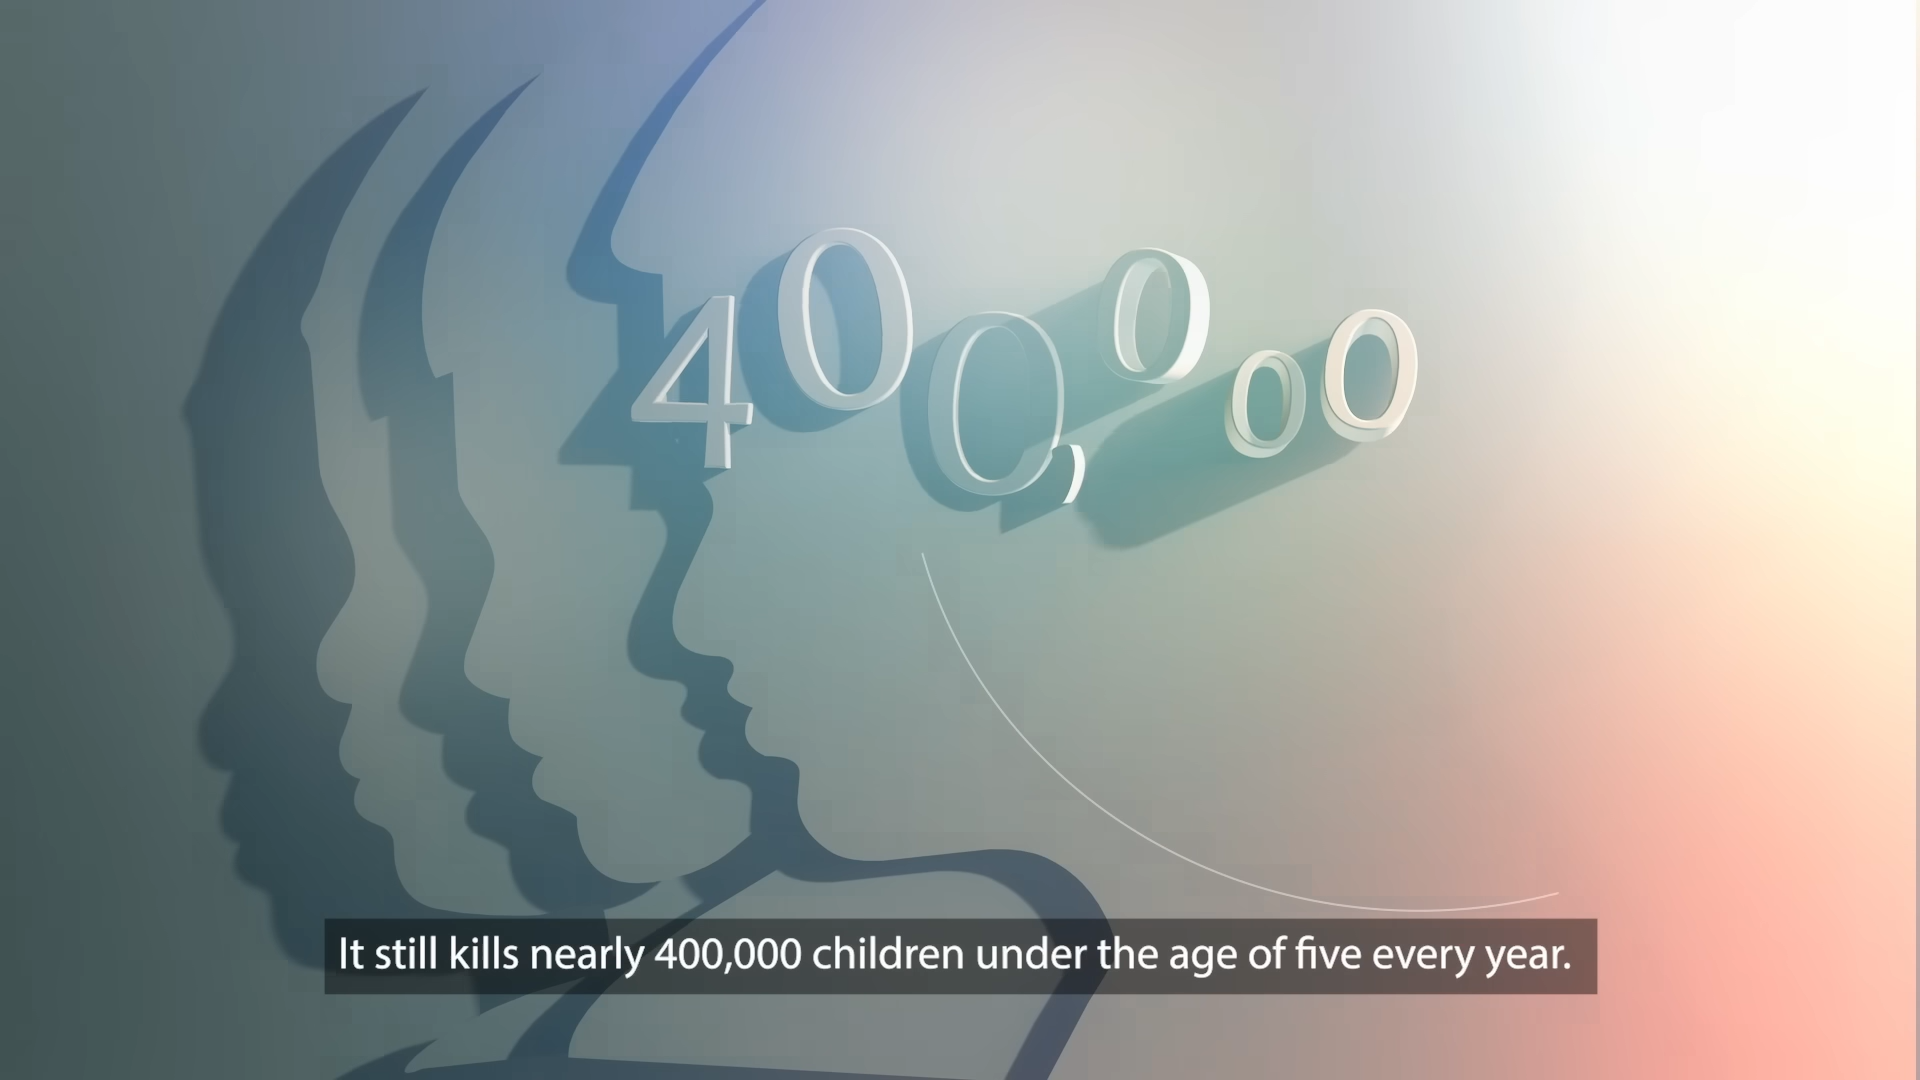 400,000
It still kills nearly 400,000 children under the age of five every year.